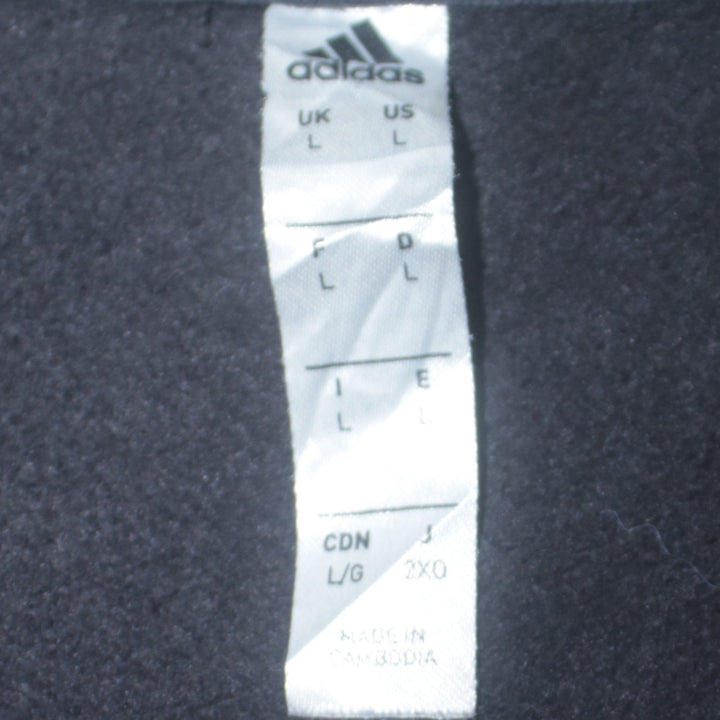 adidas
UK US
L L
F D
L L
I E
L L
CDN J
L/G 2XO
MADE IN
CAMBODIA